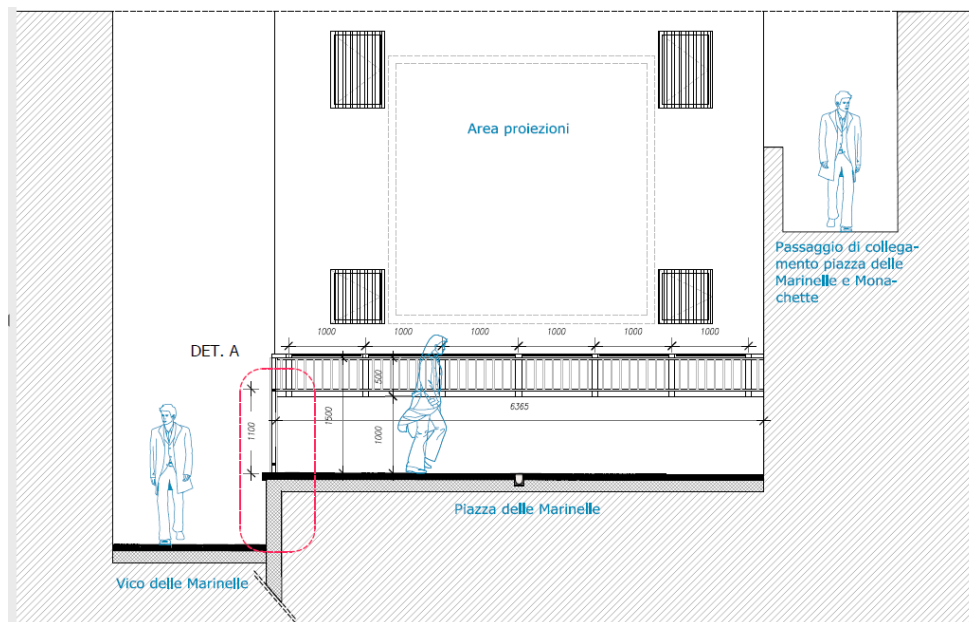 Area proiezioni
Passaggio di collega-
mento piazza delle
Marinelle e Mona-
chette
1000 1000 1000 1000 1000 1000
DET. A
500
6365
1100
1500
1000
Piazza delle Marinelle
Vico delle Marinelle